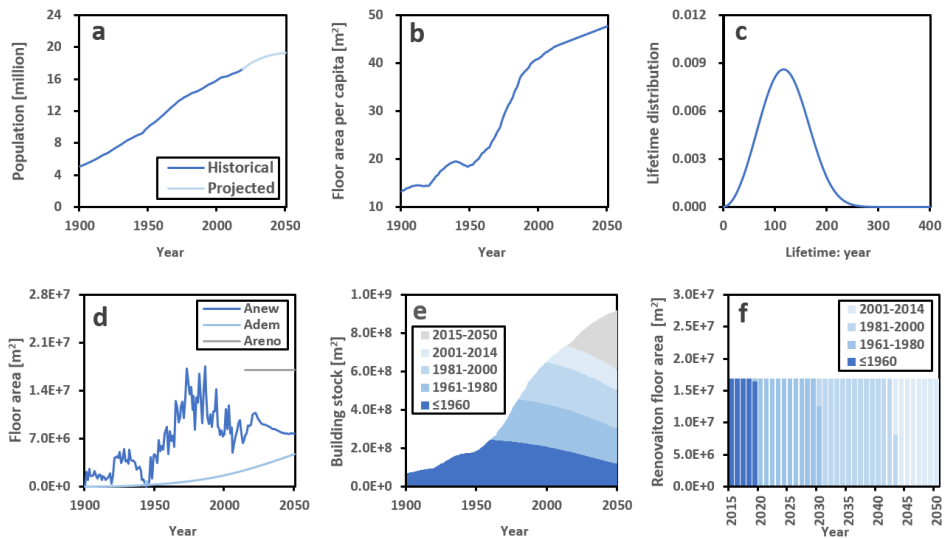 a
Population [million]
24
20
16
12
8
4
0
Historical
Projected
1900
1950
2000
2050
Year
b
Floor area per capita [m²]
50
40
30
20
10
1900
1950
2000
2050
Year
c
Lifetime distribution
0.012
0.009
0.006
0.003
0.000
0
100
200
300
400
Lifetime: year
d
Floor area [m²]
2.8E+7
2.1E+7
1.4E+7
7.0E+6
0.0E+0
Anew
Adem
Areno
1900
1950
2000
2050
Year
e
Building stock [m²]
1.0E+9
8.0E+8
6.0E+8
4.0E+8
2.0E+8
0.0E+0
2015-2050
2001-2014
1981-2000
1961-1980
≤1960
1900
1950
2000
2050
Year
f
Renovaiton floor area [m²]
3.0E+7
2.5E+7
2.0E+7
1.5E+7
1.0E+7
5.0E+6
0.0E+0
2001-2014
1981-2000
1961-1980
≤1960
2015
2020
2025
2030
2035
2040
2045
2050
Year